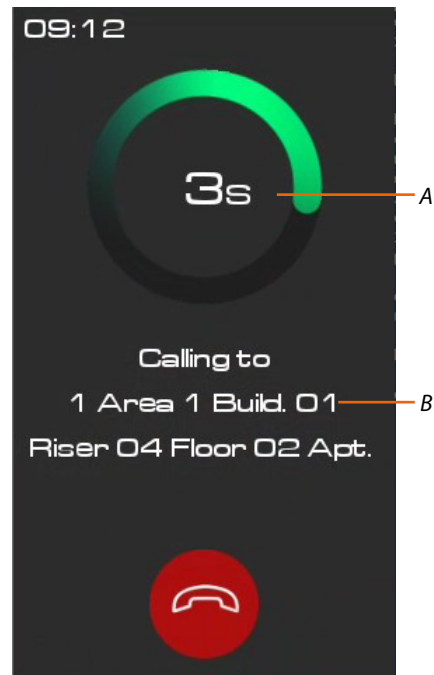 09:12
3s
A
Calling to
1 Area 1 Build. 01
B
Riser 04 Floor 02 Apt.